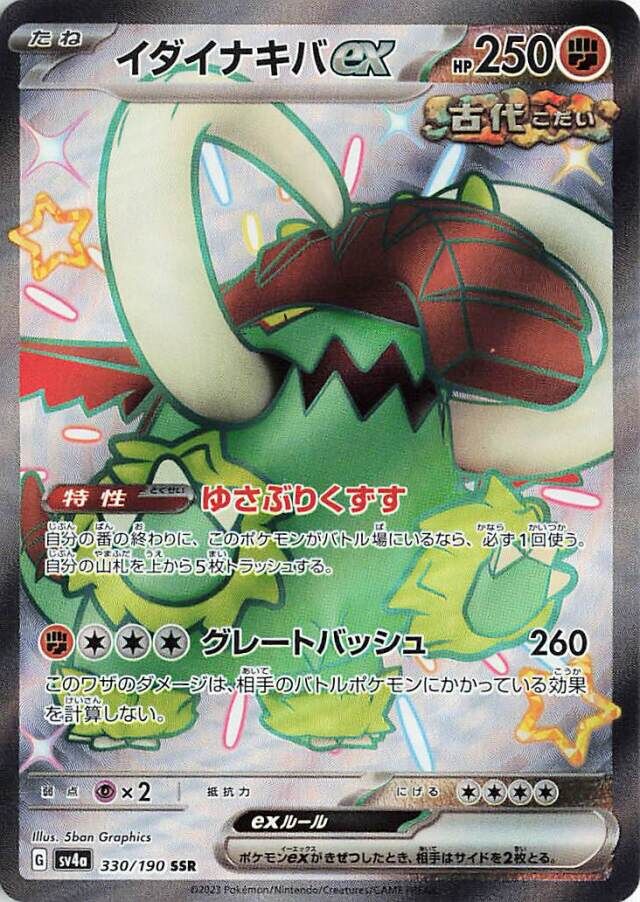 たね イダイナキバex HP250
古代 こだい
特性 とくせい ゆさぶりくずす
自分の番の終わりに、このポケモンがバトル場にいるなら、必ず1回使う。
自分の山札を上から5枚トラッシュする。
グレートバッシュ 260
このワザのダメージは、相手のバトルポケモンにかかっている効果
を計算しない。
弱点 ×2 抵抗力 にげる
exルール
ポケモンexがきぜつしたとき、相手はサイドを2枚とる。
Illus. 5ban Graphics
G sv4a 330/190 SSR
©2023 Pokémon/Nintendo/Creatures/GAME FREAK